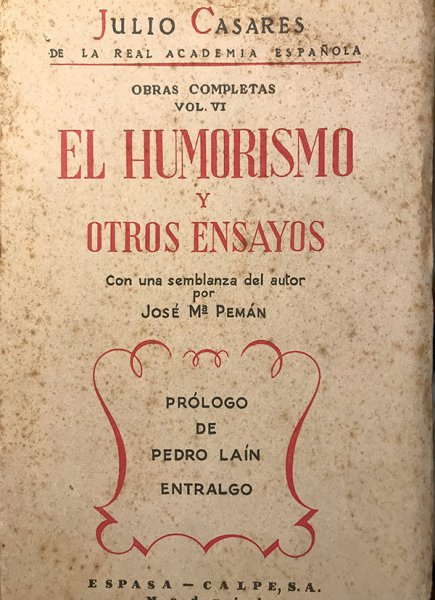 JULIO CASARES
DE LA REAL ACADEMIA ESPAÑOLA
OBRAS COMPLETAS
VOL. VI
EL HUMORISMO
Y
OTROS ENSAYOS
Con una semblanza del autor
por
JOSÉ Mª PEMÁN
PRÓLOGO
DE
PEDRO LAÍN
ENTRALGO
ESPASA – CALPE, S.A.
Madrid